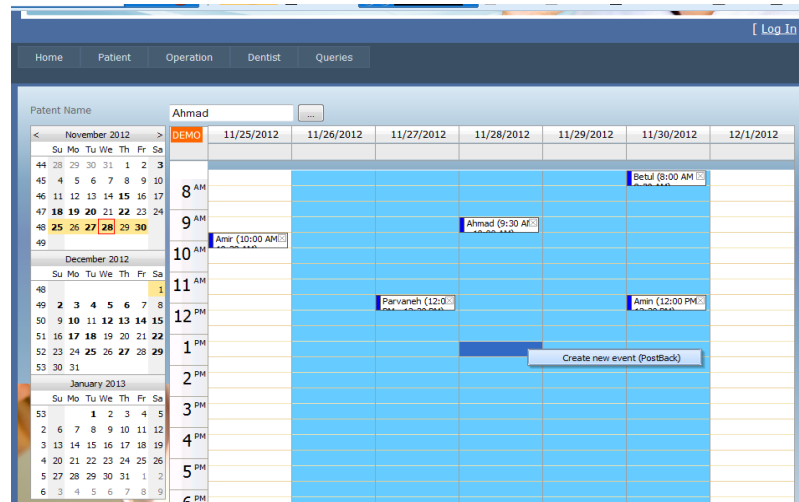 [ Log In
Home Patient Operation Dentist Queries
Patent Name Ahmad ...
< November 2012 >
Su Mo Tu We Th Fr Sa
44 28 29 30 31 1 2 3
45 4 5 6 7 8 9 10
46 11 12 13 14 15 16 17
47 18 19 20 21 22 23 24
48 25 26 27 28 29 30
49
December 2012
Su Mo Tu We Th Fr Sa
48 1
49 2 3 4 5 6 7 8
50 9 10 11 12 13 14 15
51 16 17 18 19 20 21 22
52 23 24 25 26 27 28 29
53 30 31
January 2013
Su Mo Tu We Th Fr Sa
53 1 2 3 4 5
2 6 7 8 9 10 11 12
3 13 14 15 16 17 18 19
4 20 21 22 23 24 25 26
5 27 28 29 30 31 1 2
6 3 4 5 6 7 8 9
DEMO 11/25/2012 11/26/2012 11/27/2012 11/28/2012 11/29/2012 11/30/2012 12/1/2012
Betul (8:00 AM
8 AM
9 AM
Ahmad (9:30 AM
Amir (10:00 AM
10 AM
11 AM
Parvaneh (12:0
Amin (12:00 PM
12 PM
1 PM
Create new event (PostBack)
2 PM
3 PM
4 PM
5 PM
6 PM